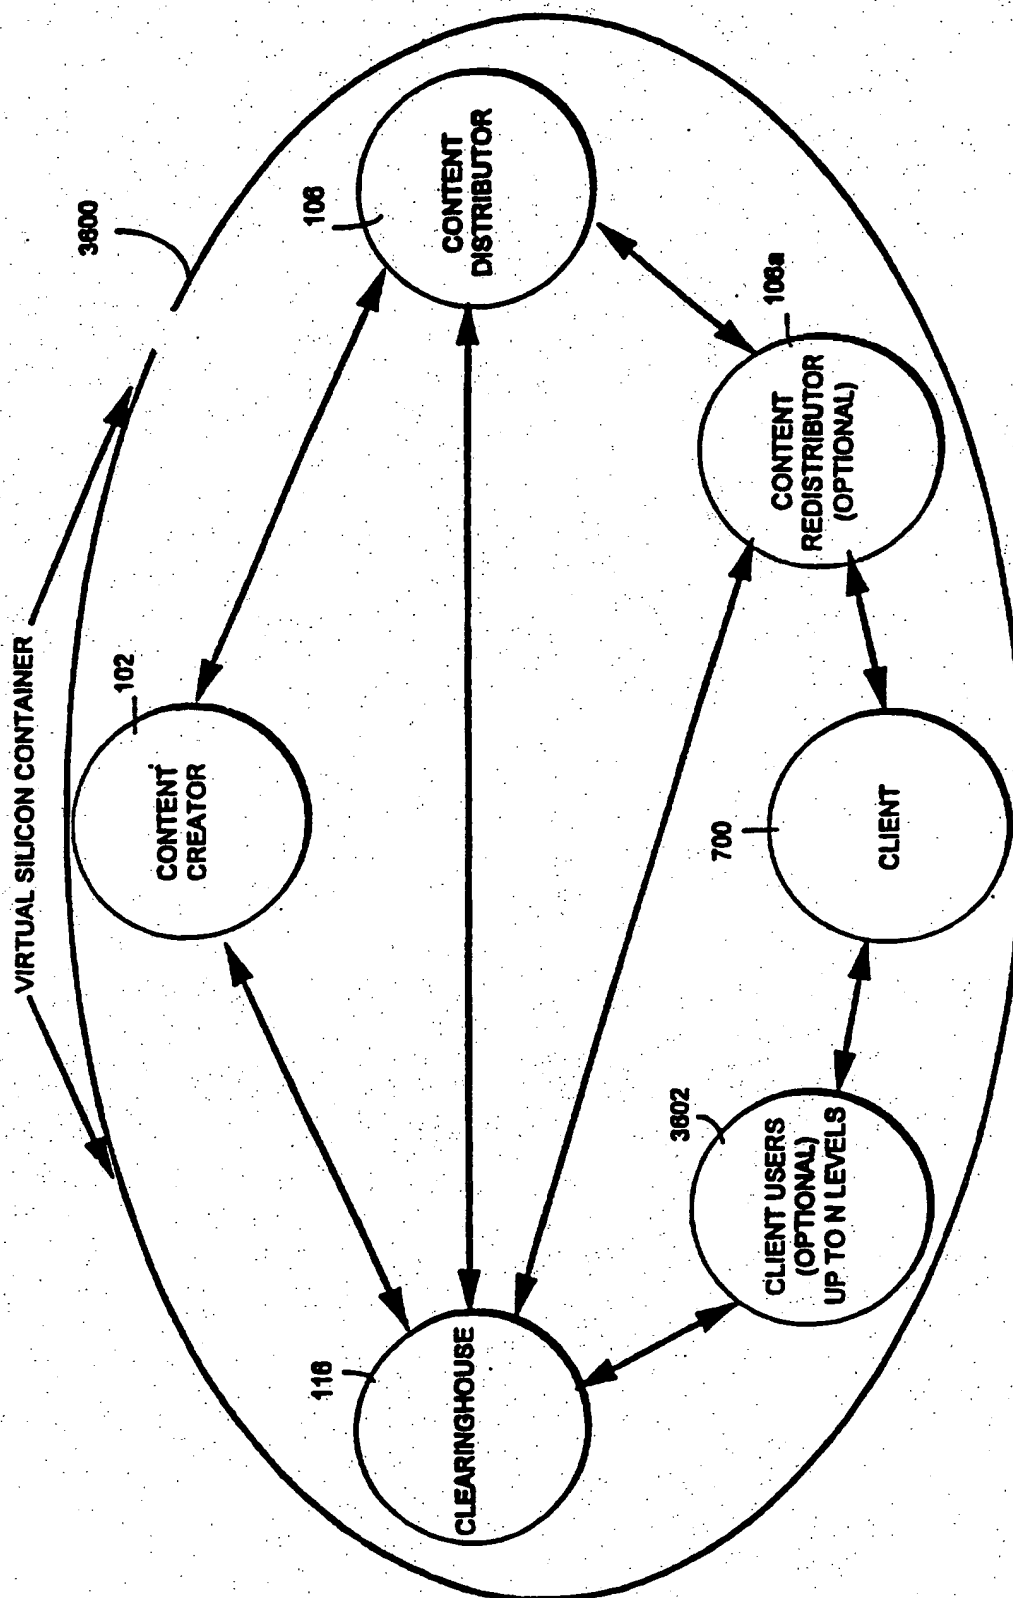 VIRTUAL SILICON CONTAINER
3600
102
CONTENT
CREATOR
106
CONTENT
DISTRIBUTOR
116
CLEARINGHOUSE
106a
CONTENT
REDISTRIBUTOR
(OPTIONAL)
700
CLIENT
3602
CLIENT USERS
(OPTIONAL)
UP TO N LEVELS